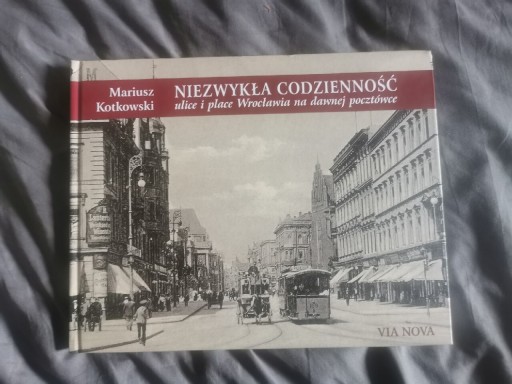 Mariusz
Kotkowski
NIEZWYKŁA CODZIENNOŚĆ
ulice i place Wrocławia na dawnej pocztówce
VIA NOVA